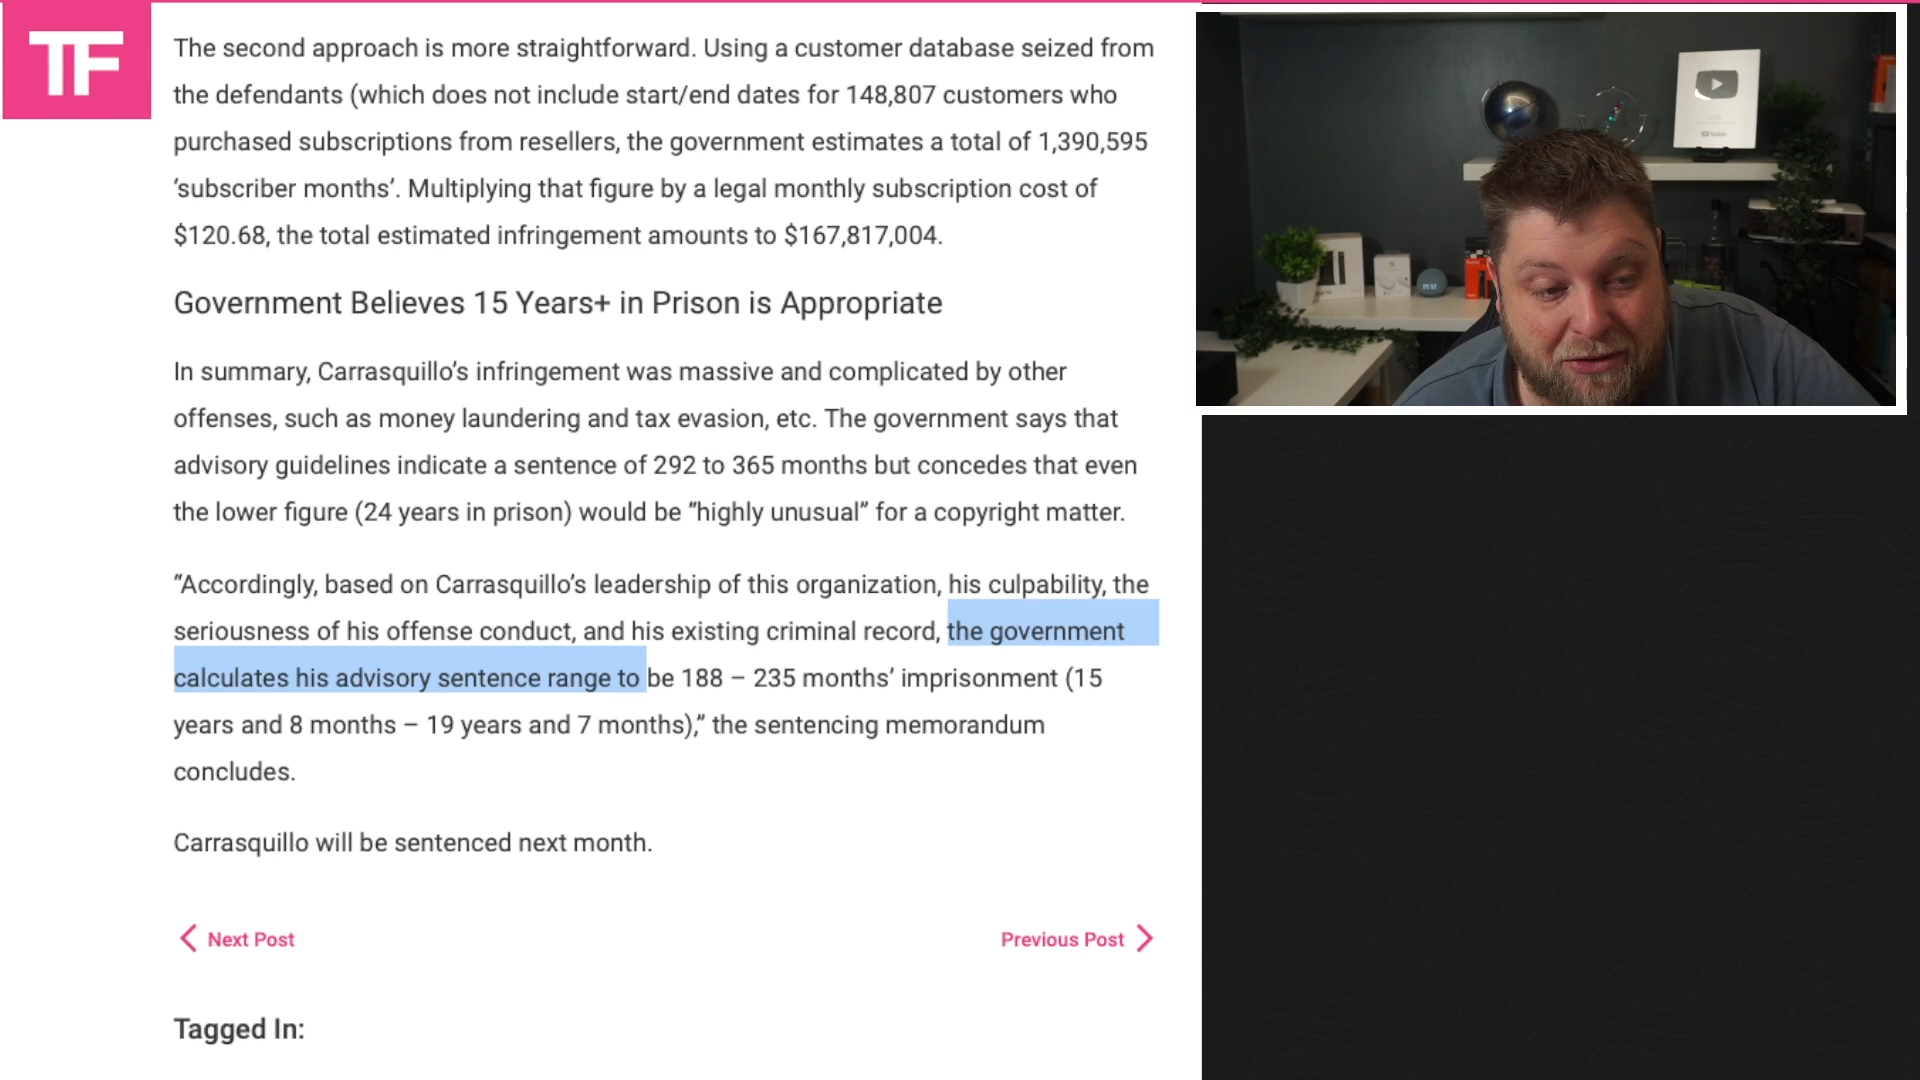 TF
The second approach is more straightforward. Using a customer database seized from
the defendants (which does not include start/end dates for 148,807 customers who
purchased subscriptions from resellers, the government estimates a total of 1,390,595
‘subscriber months’. Multiplying that figure by a legal monthly subscription cost of
$120.68, the total estimated infringement amounts to $167,817,004.
Government Believes 15 Years+ in Prison is Appropriate
In summary, Carrasquillo’s infringement was massive and complicated by other
offenses, such as money laundering and tax evasion, etc. The government says that
advisory guidelines indicate a sentence of 292 to 365 months but concedes that even
the lower figure (24 years in prison) would be “highly unusual” for a copyright matter.
“Accordingly, based on Carrasquillo’s leadership of this organization, his culpability, the
seriousness of his offense conduct, and his existing criminal record, the government
calculates his advisory sentence range to be 188 – 235 months’ imprisonment (15
years and 8 months – 19 years and 7 months),” the sentencing memorandum
concludes.
Carrasquillo will be sentenced next month.
Next Post
Previous Post
Tagged In: